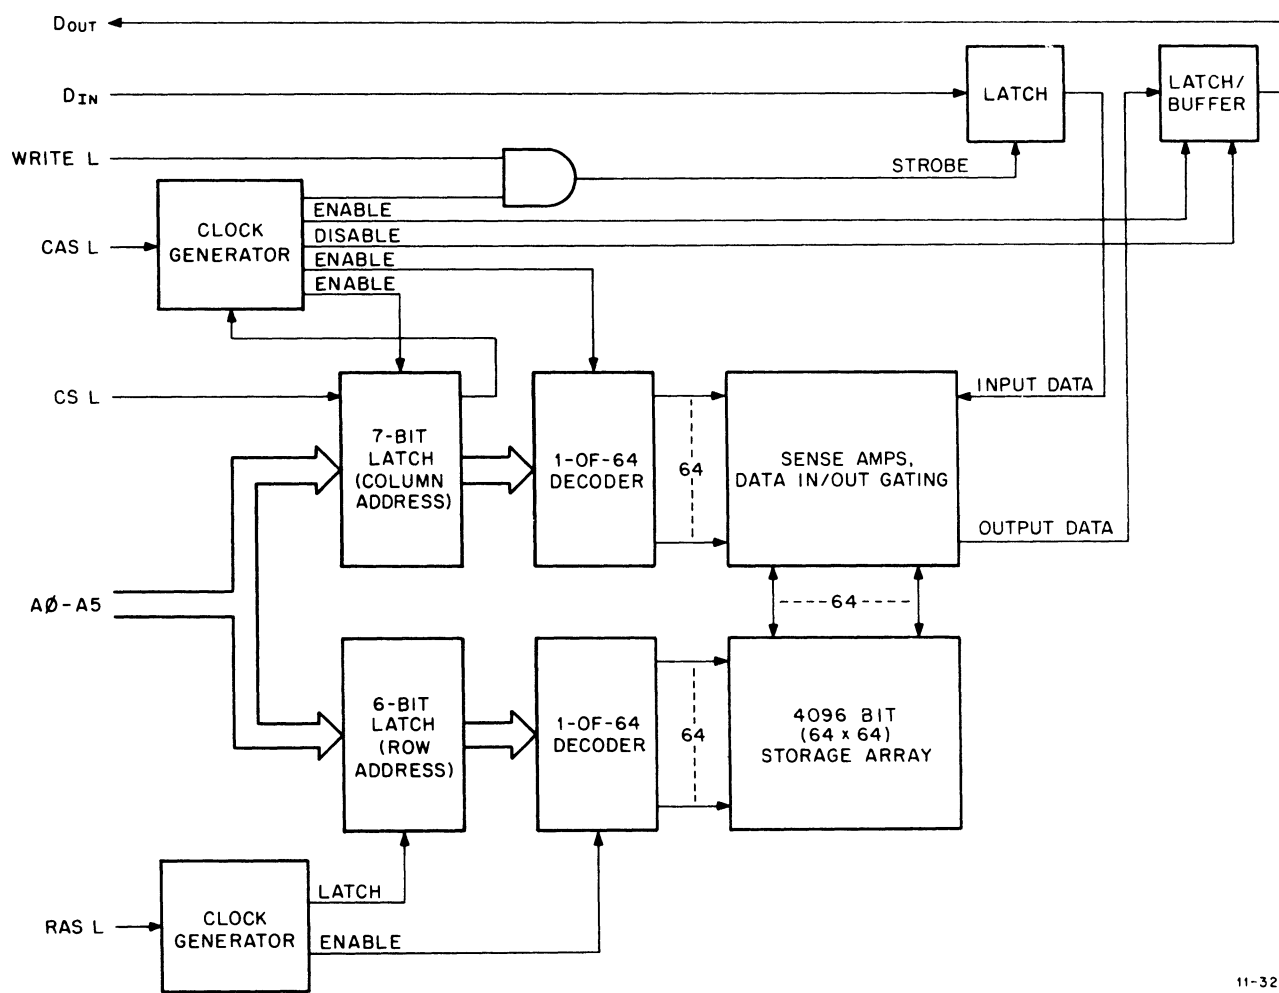 DOUT
DIN
LATCH
LATCH/
BUFFER
WRITE L
STROBE
CLOCK
GENERATOR
ENABLE
DISABLE
ENABLE
ENABLE
CAS L
CS L
7-BIT
LATCH
(COLUMN
ADDRESS)
1-OF-64
DECODER
64
SENSE AMPS,
DATA IN/OUT GATING
INPUT DATA
OUTPUT DATA
64
AØ-A5
6-BIT
LATCH
(ROW
ADDRESS)
1-OF-64
DECODER
64
4096 BIT
(64 x 64)
STORAGE ARRAY
RAS L
CLOCK
GENERATOR
LATCH
ENABLE
11-32